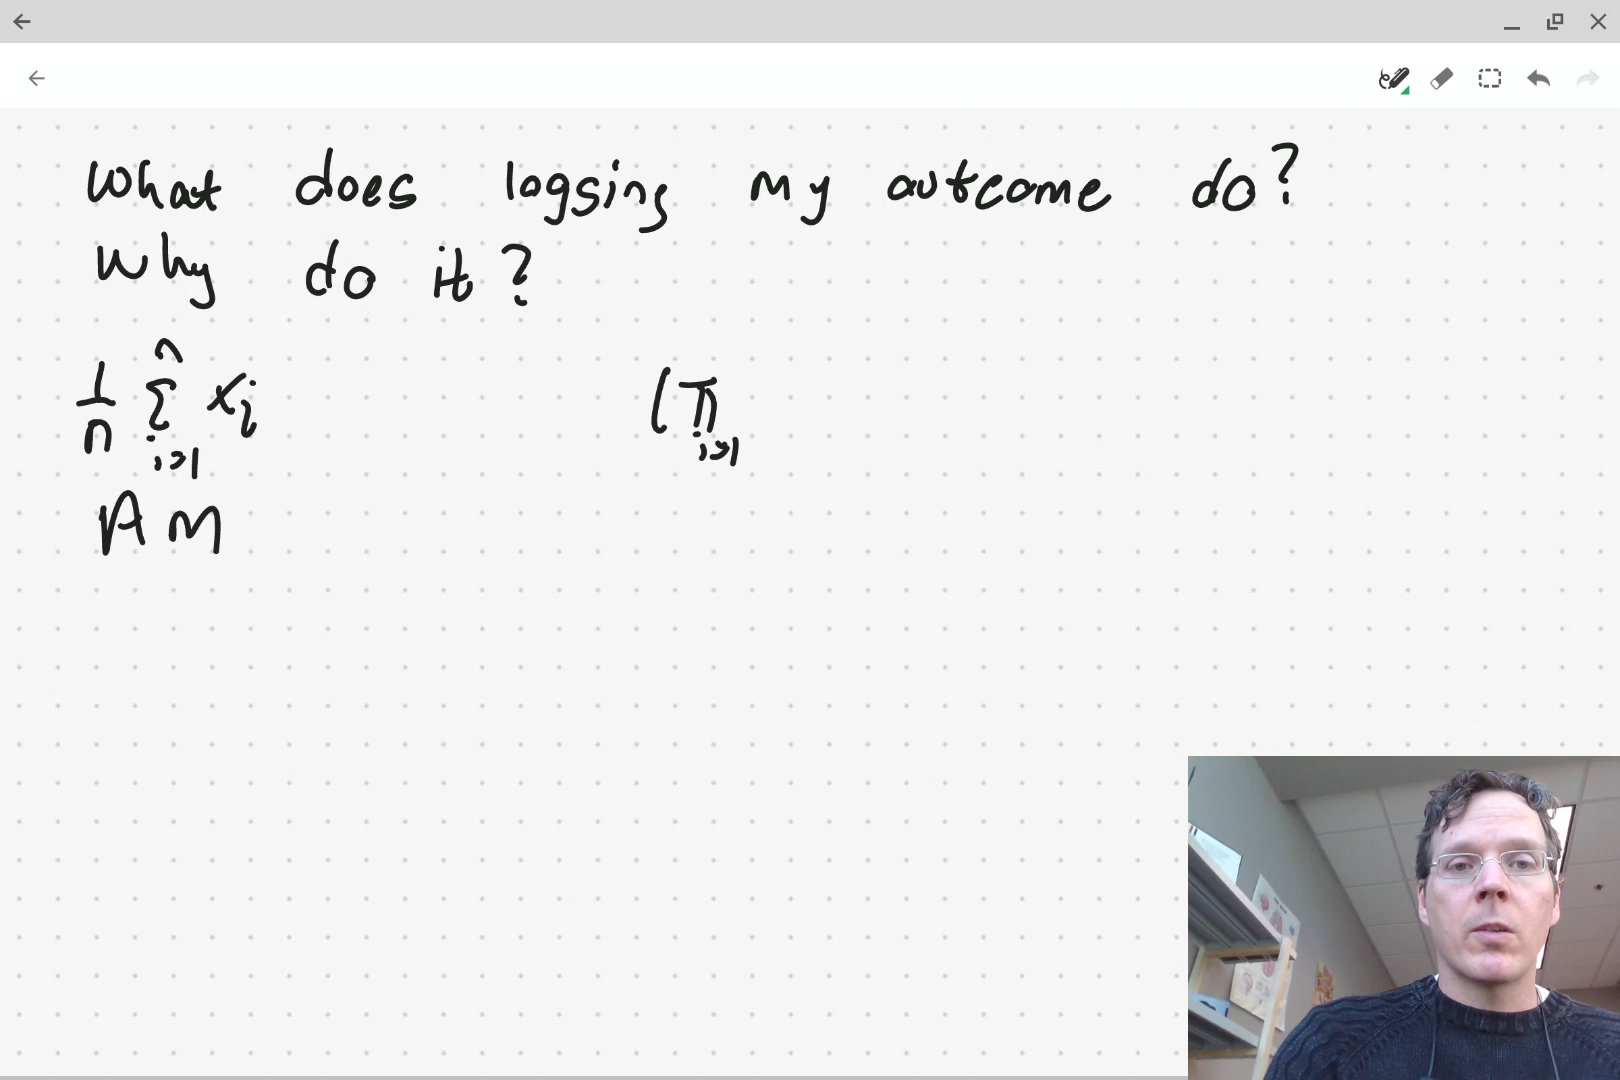 What does logging my outcome do?
Why do it?
1/n Σ_{i=1}^{n} x_i (Π_{i=1}
AM